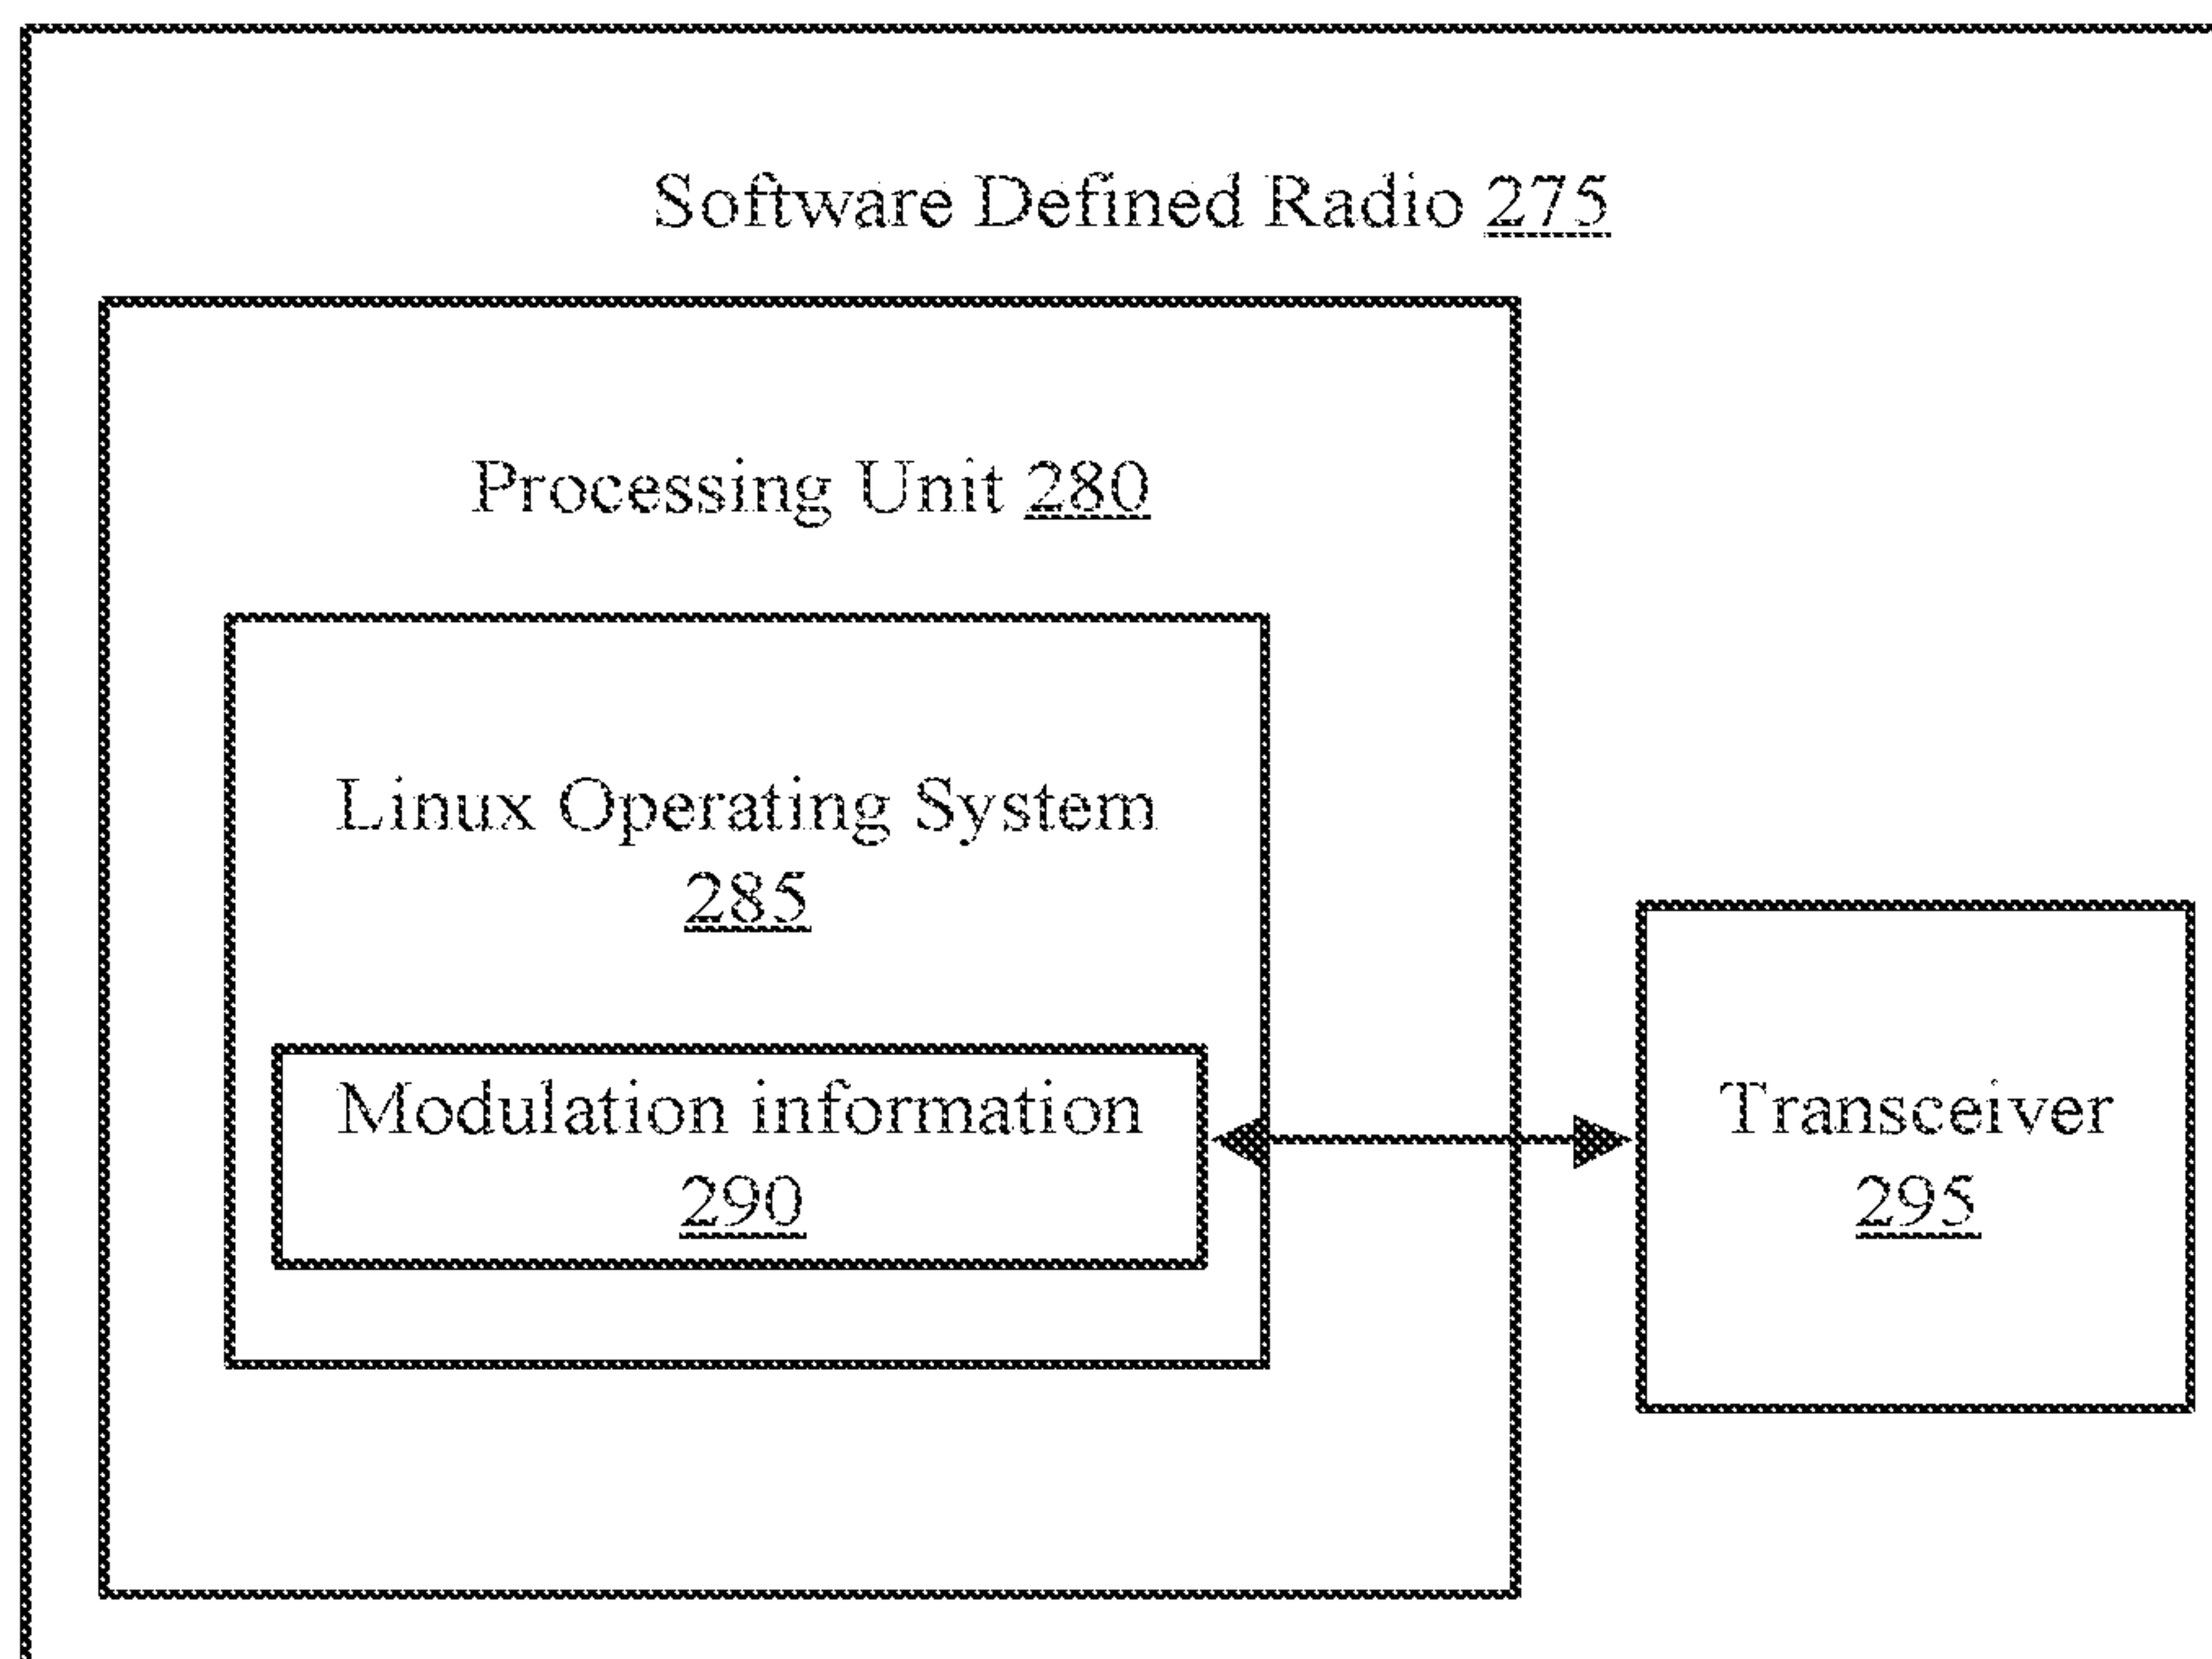 Software Defined Radio 275
Processing Unit 280
Linux Operating System
285
Modulation information
290
Transceiver
295